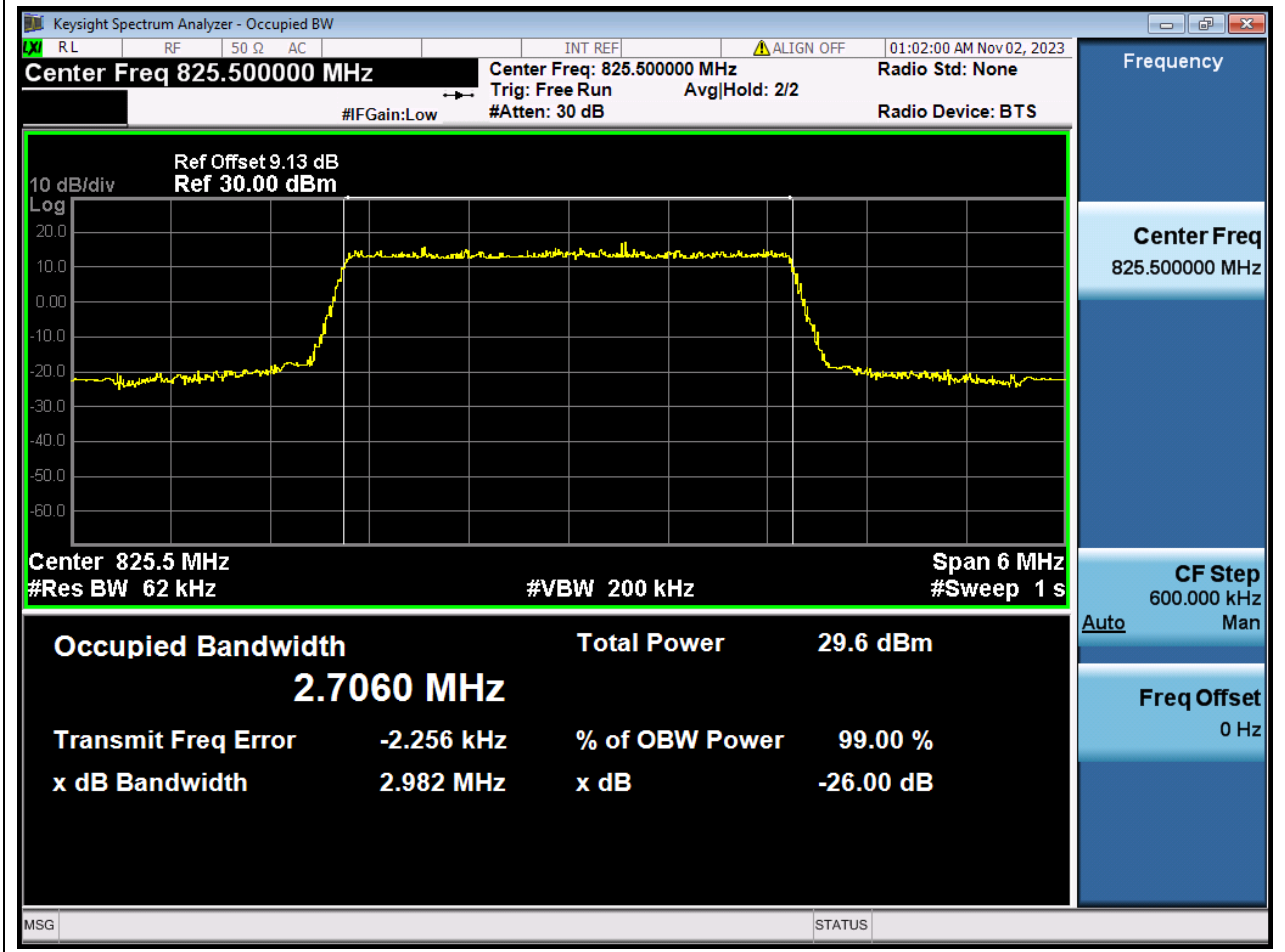 Keysight Spectrum Analyzer - Occupied BW
LXI RL RF 50 Ω AC INT REF ALIGN OFF 01:02:00 AM Nov 02, 2023
Center Freq 825.500000 MHz
Center Freq: 825.500000 MHz Radio Std: None
Trig: Free Run Avg|Hold: 2/2
#IFGain:Low #Atten: 30 dB Radio Device: BTS
Ref Offset 9.13 dB
10 dB/div Ref 30.00 dBm
Log
20.0
10.0
0.00
-10.0
-20.0
-30.0
-40.0
-50.0
-60.0
Center 825.5 MHz Span 6 MHz
#Res BW 62 kHz #VBW 200 kHz #Sweep 1 s
Occupied Bandwidth Total Power 29.6 dBm
2.7060 MHz
Transmit Freq Error -2.256 kHz % of OBW Power 99.00 %
x dB Bandwidth 2.982 MHz x dB -26.00 dB
MSG STATUS
Frequency
Center Freq
825.500000 MHz
CF Step
600.000 kHz
Auto Man
Freq Offset
0 Hz